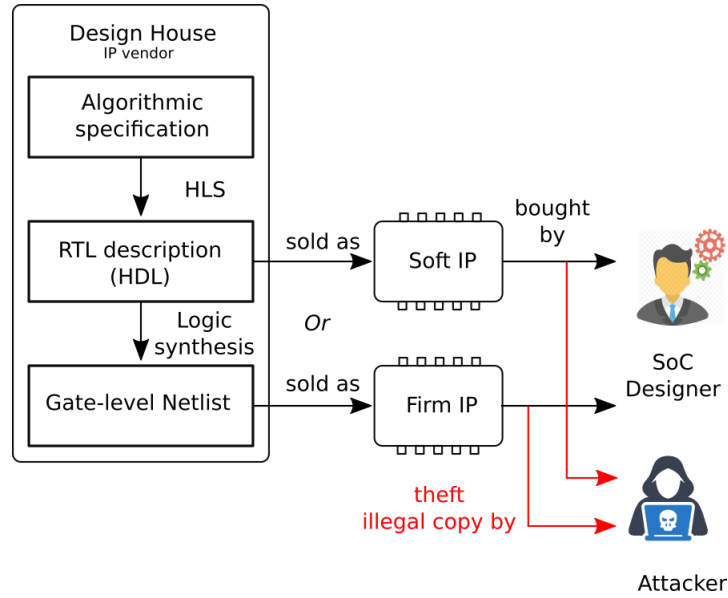 Design House
IP vendor
Algorithmic
specification
HLS
RTL description
(HDL)
Logic
synthesis
Gate-level Netlist
sold as
Soft IP
bought
by
Or
sold as
Firm IP
SoC
Designer
theft
illegal copy by
Attacker